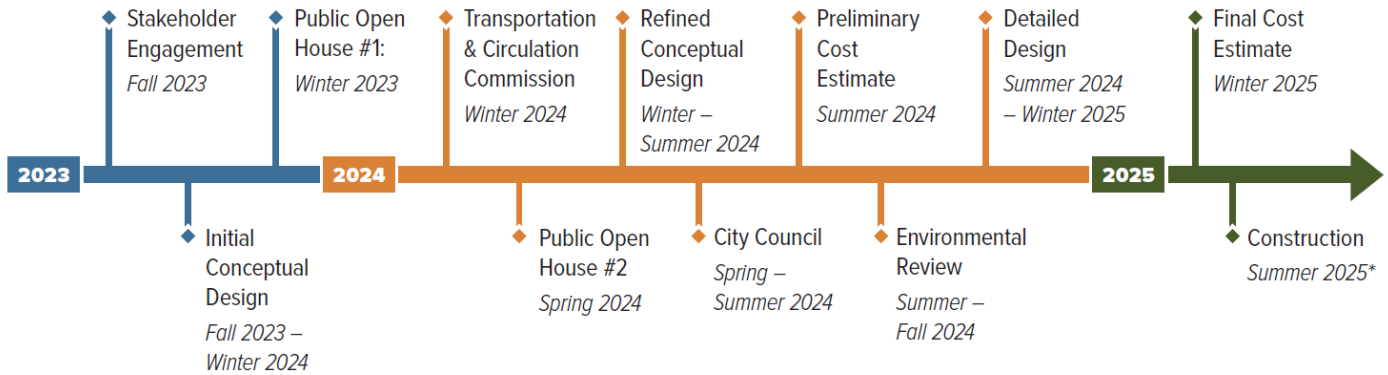 Stakeholder
Engagement
Fall 2023
Public Open
House #1:
Winter 2023
Transportation
& Circulation
Commission
Winter 2024
Refined
Conceptual
Design
Winter –
Summer 2024
Preliminary
Cost
Estimate
Summer 2024
Detailed
Design
Summer 2024
– Winter 2025
Final Cost
Estimate
Winter 2025
2023
2024
2025
Initial
Conceptual
Design
Fall 2023 –
Winter 2024
Public Open
House #2
Spring 2024
City Council
Spring –
Summer 2024
Environmental
Review
Summer –
Fall 2024
Construction
Summer 2025*